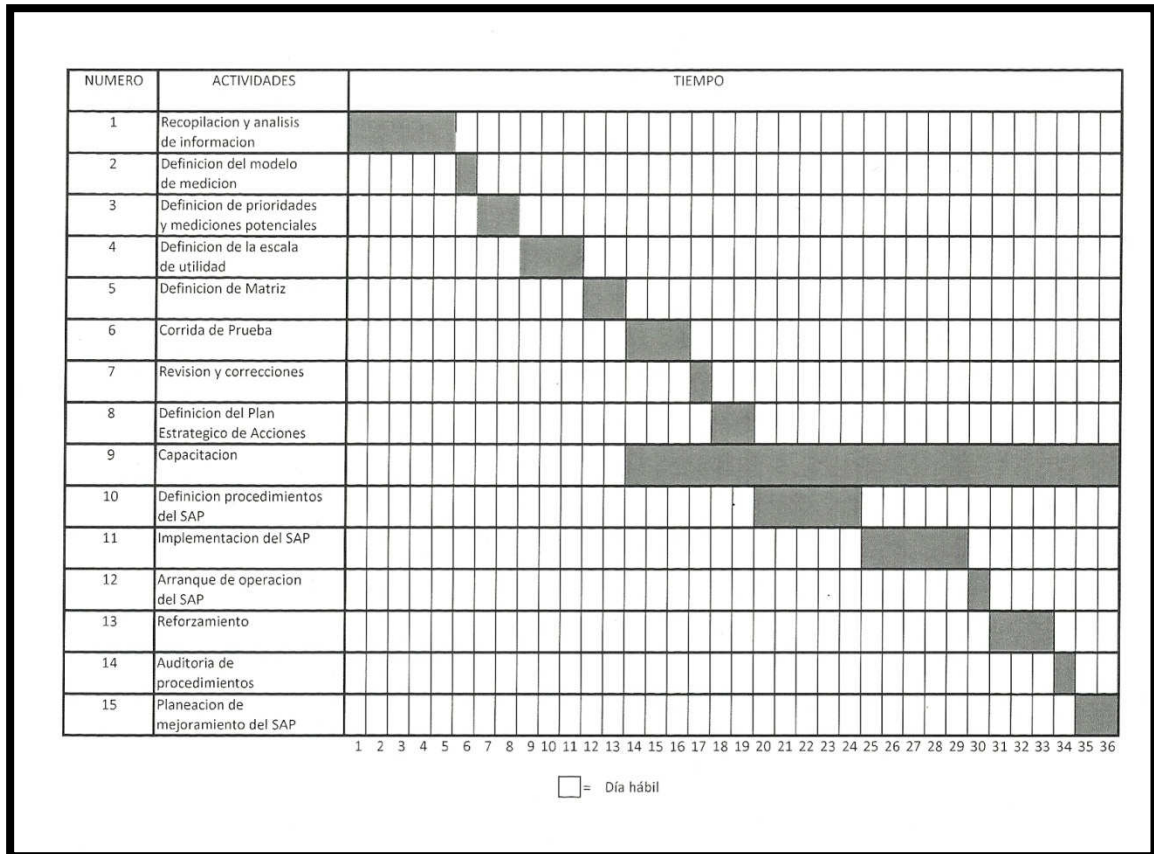 NUMERO ACTIVIDADES TIEMPO
1 Recopilacion y analisis
de informacion
2 Definicion del modelo
de medicion
3 Definicion de prioridades
y mediciones potenciales
4 Definicion de la escala
de utilidad
5 Definicion de Matriz
6 Corrida de Prueba
7 Revision y correcciones
8 Definicion del Plan
Estrategico de Acciones
9 Capacitacion
10 Definicion procedimientos
del SAP
11 Implementacion del SAP
12 Arranque de operacion
del SAP
13 Reforzamiento
14 Auditoria de
procedimientos
15 Planeacion de
mejoramiento del SAP
1 2 3 4 5 6 7 8 9 10 11 12 13 14 15 16 17 18 19 20 21 22 23 24 25 26 27 28 29 30 31 32 33 34 35 36
= Día hábil